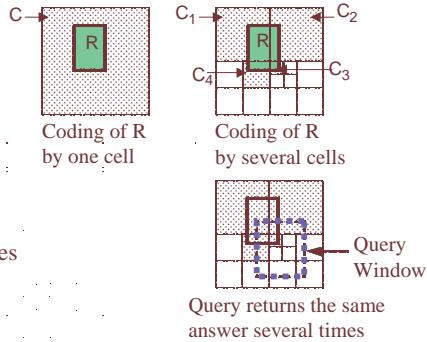 C
R
Coding of R
by one cell
C1
R
C2
C4
C3
Coding of R
by several cells
es
Query
Window
Query returns the same
answer several times